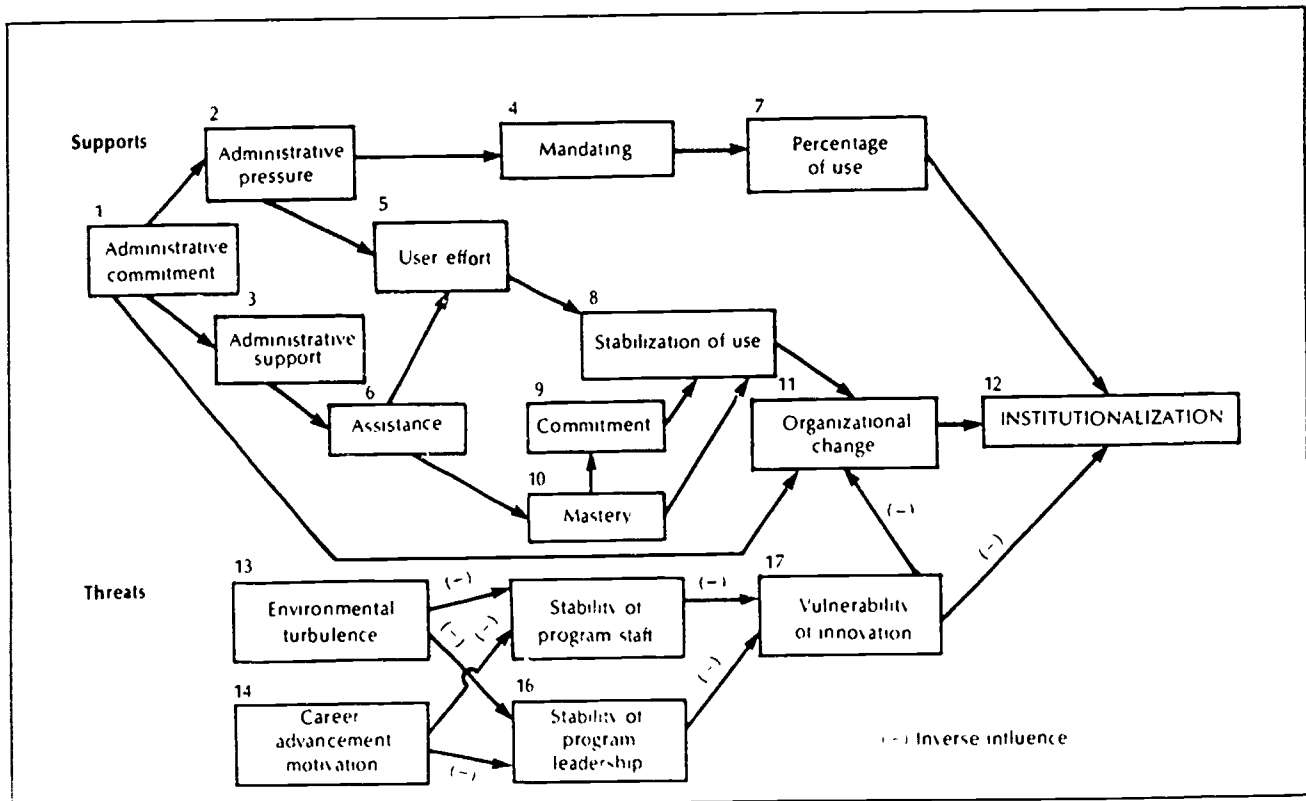 Supports
2
Administrative
pressure
4
Mandating
7
Percentage
of use
1
Administrative
commitment
5
User effort
3
Administrative
support
8
Stabilization of use
6
Assistance
9
Commitment
11
Organizational
change
12
INSTITUTIONALIZATION
10
Mastery
(-)
(-)
Threats
13
Environmental
turbulence
(-)
(-)
(-)
Stability of
program staff
(-)
17
Vulnerability
of innovation
14
Career
advancement
motivation
(-)
16
Stability of
program
leadership
(-)
(-) Inverse influence